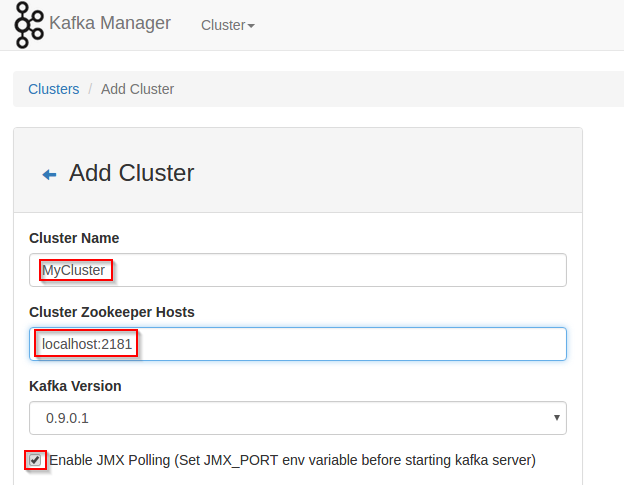 Kafka Manager Cluster
Clusters / Add Cluster
Add Cluster
Cluster Name
MyCluster
Cluster Zookeeper Hosts
localhost:2181
Kafka Version
0.9.0.1
Enable JMX Polling (Set JMX_PORT env variable before starting kafka server)